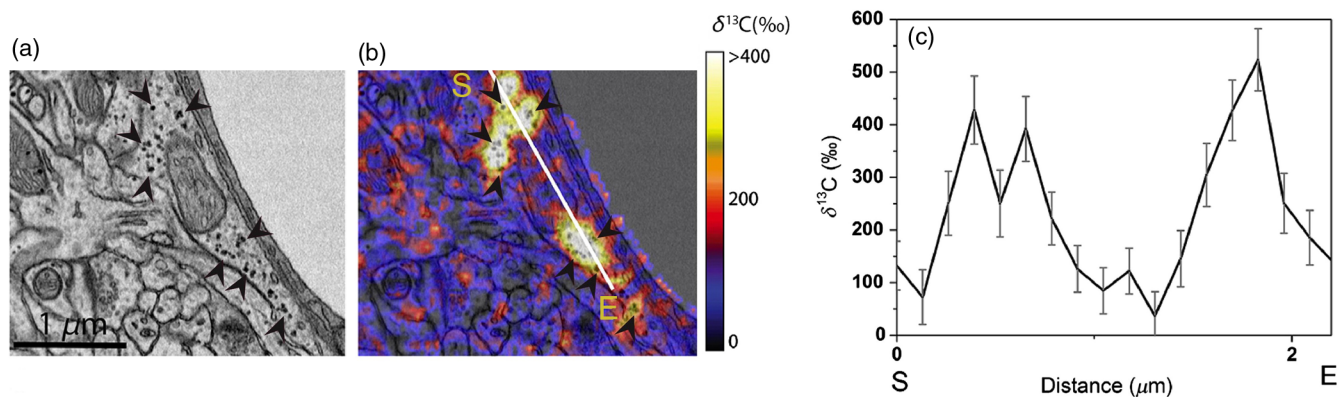 (a)
1 μm
(b)
S
E
δ¹³C(‰)
>400
200
0
(c)
600
500
400
300
200
100
0
δ¹³C (‰)
0
2
S
Distance (μm)
E